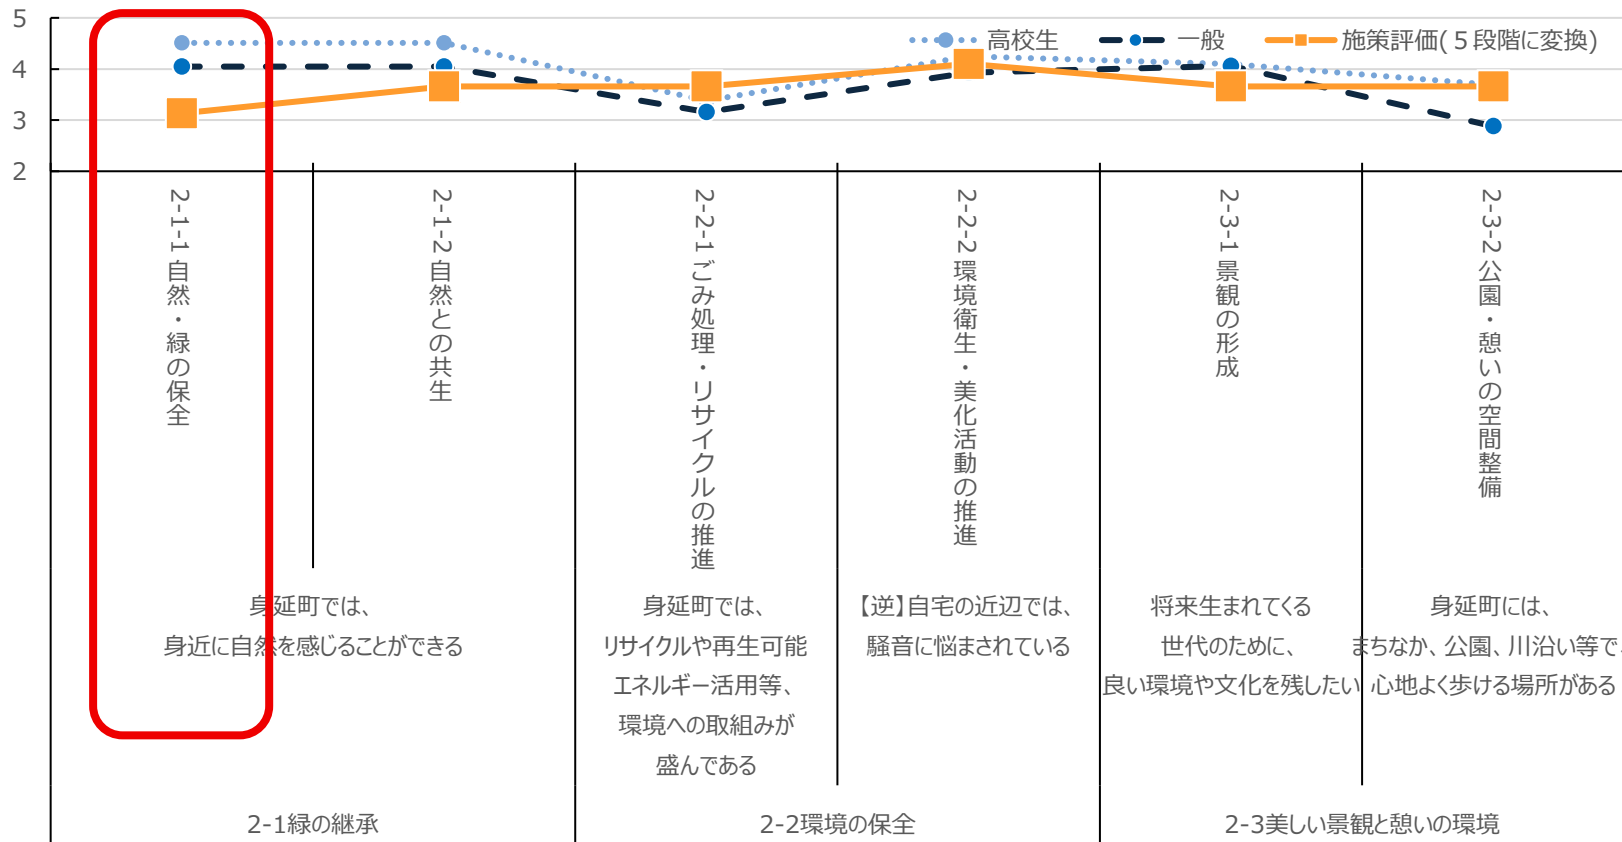 5
4
3
2
高校生
一般
施策評価(５段階に変換)
2-1-1自然・緑の保全
2-1-2自然との共生
2-2-1ごみ処理・リサイクルの推進
2-2-2環境衛生・美化活動の推進
2-3-1景観の形成
2-3-2公園・憩いの空間整備
身延町では、
身近に自然を感じることができる
身延町では、
リサイクルや再生可能
エネルギー活用等、
環境への取組みが
盛んである
【逆】自宅の近辺では、
騒音に悩まされている
将来生まれてくる
世代のために、
良い環境や文化を残したい
身延町には、
まちなか、公園、川沿い等で、
心地よく歩ける場所がある
2-1緑の継承
2-2環境の保全
2-3美しい景観と憩いの環境